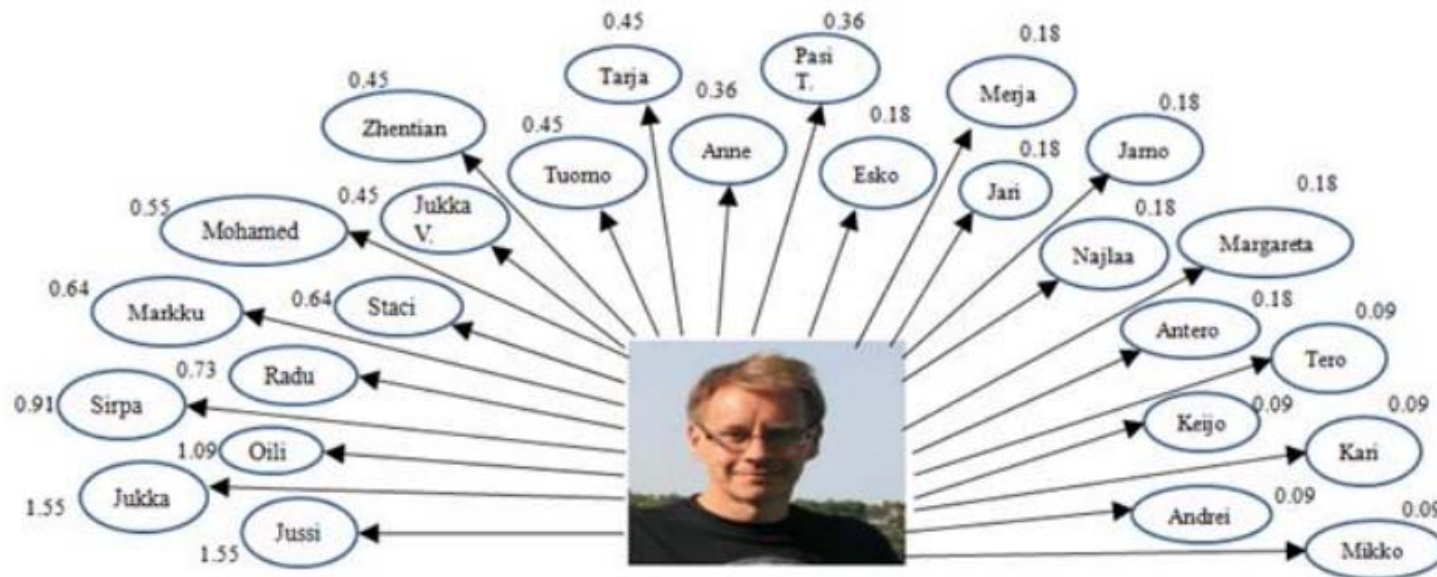 0.45
0.36
0.18
Tarja
Pasi
T.
0.45
0.36
Merja
Zhentian
0.45
Anne
0.18
0.18
Tuomo
Esko
0.18
Jarno
0.55
0.45
Jukka
V.
Jari
0.18
Mohamed
0.18
Najlaa
Margareta
0.64
0.64
Staci
0.18
0.09
Markku
Antero
Tero
0.73
Radu
0.91
Sirpa
0.09
0.09
1.09
Oili
Keijo
Kari
1.55
Jukka
0.09
Andrei
0.09
1.55
Jussi
Mikko